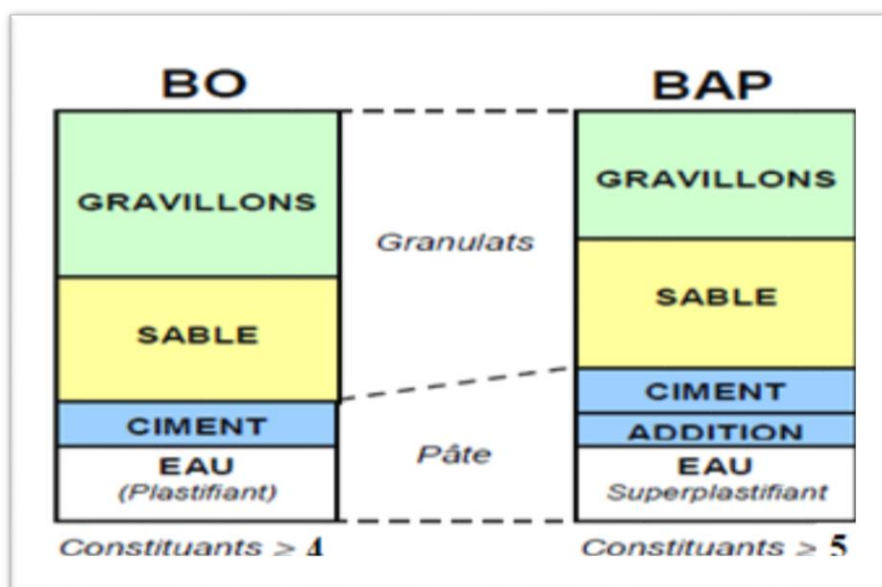 BO
BAP
GRAVILLONS
SABLE
CIMENT
EAU
(Plastifiant)
Constituants ≥ 4
Granulats
Pâte
GRAVILLONS
SABLE
CIMENT
ADDITION
EAU
Superplastifiant
Constituants ≥ 5